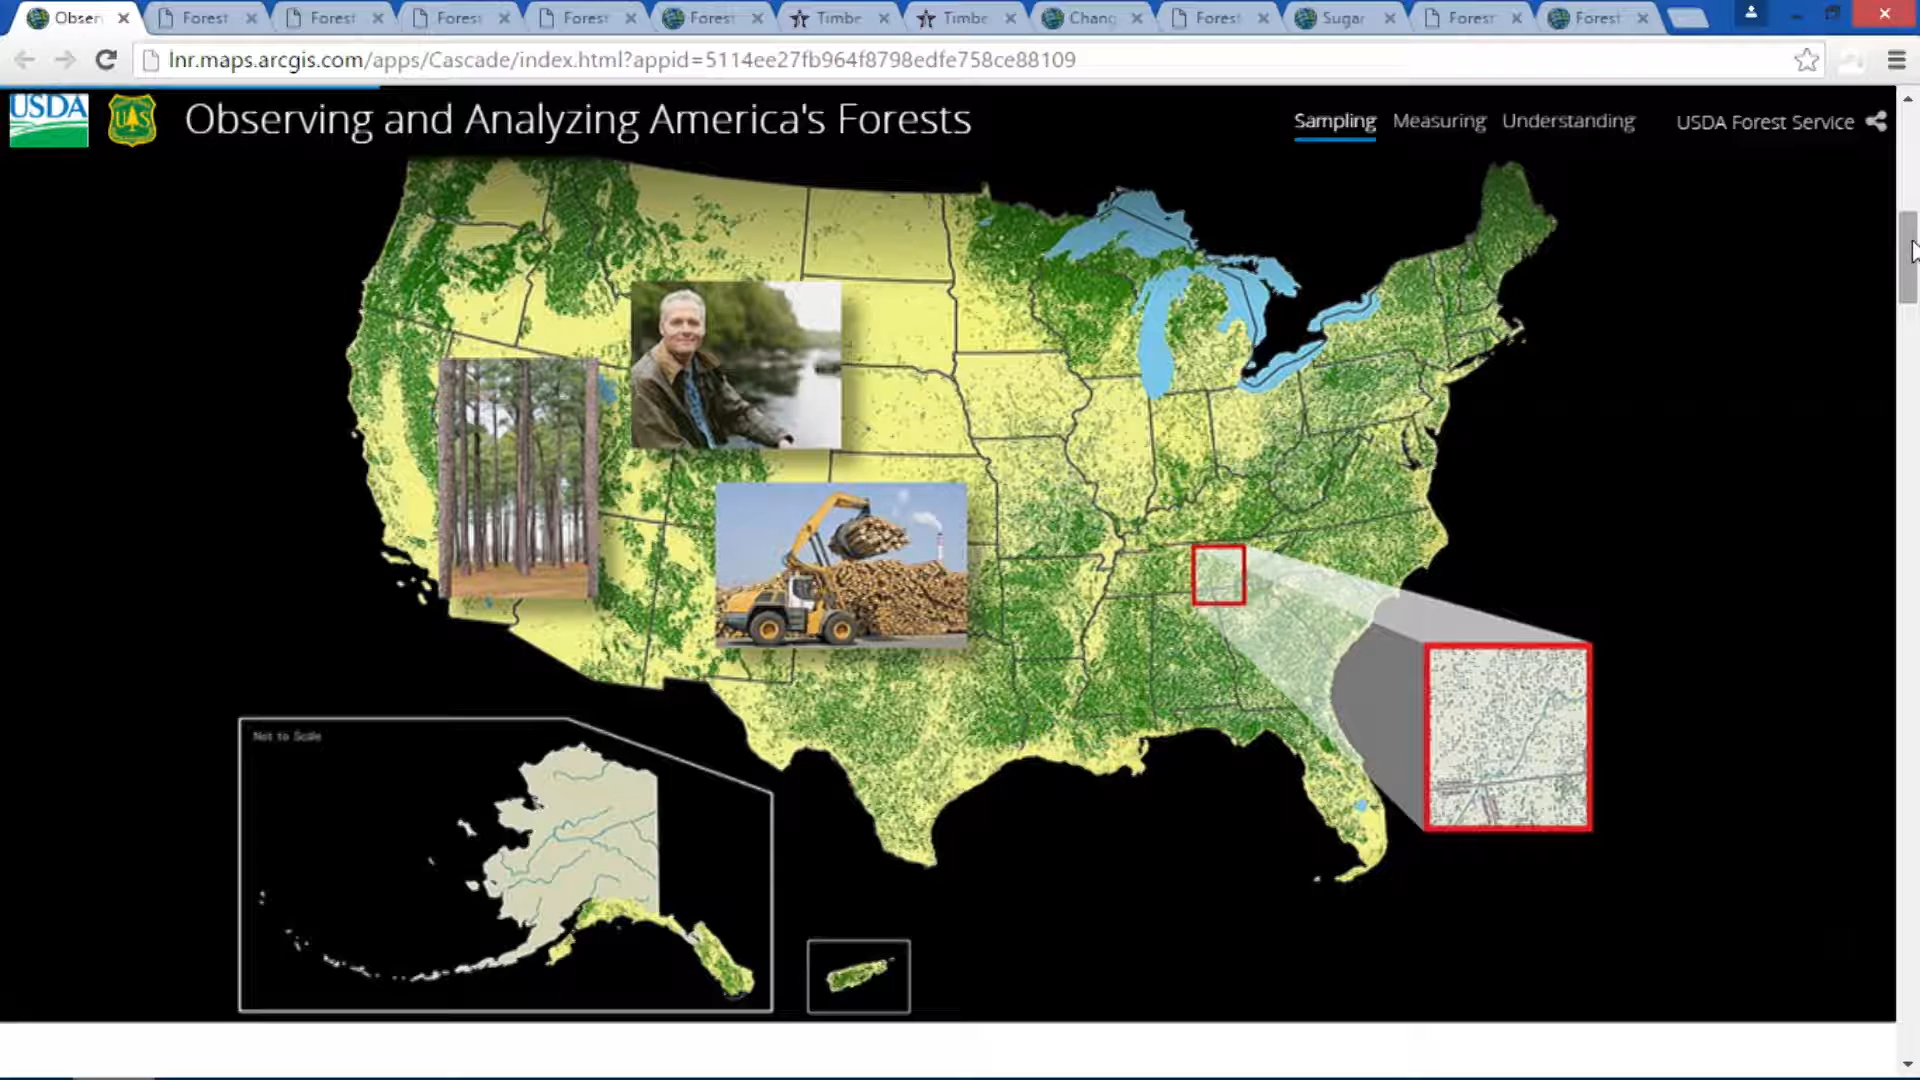 Obser
Forest
Forest
Forest
Forest
Forest
Timbe
Timbe
Chang
Forest
Sugar
Forest
Forest
lnr.maps.arcgis.com/apps/Cascade/index.html?appid=5114ee27fb964f8798edfe758ce88109
USDA
UAS
Observing and Analyzing America's Forests
Sampling Measuring Understanding
USDA Forest Service
Not to Scale